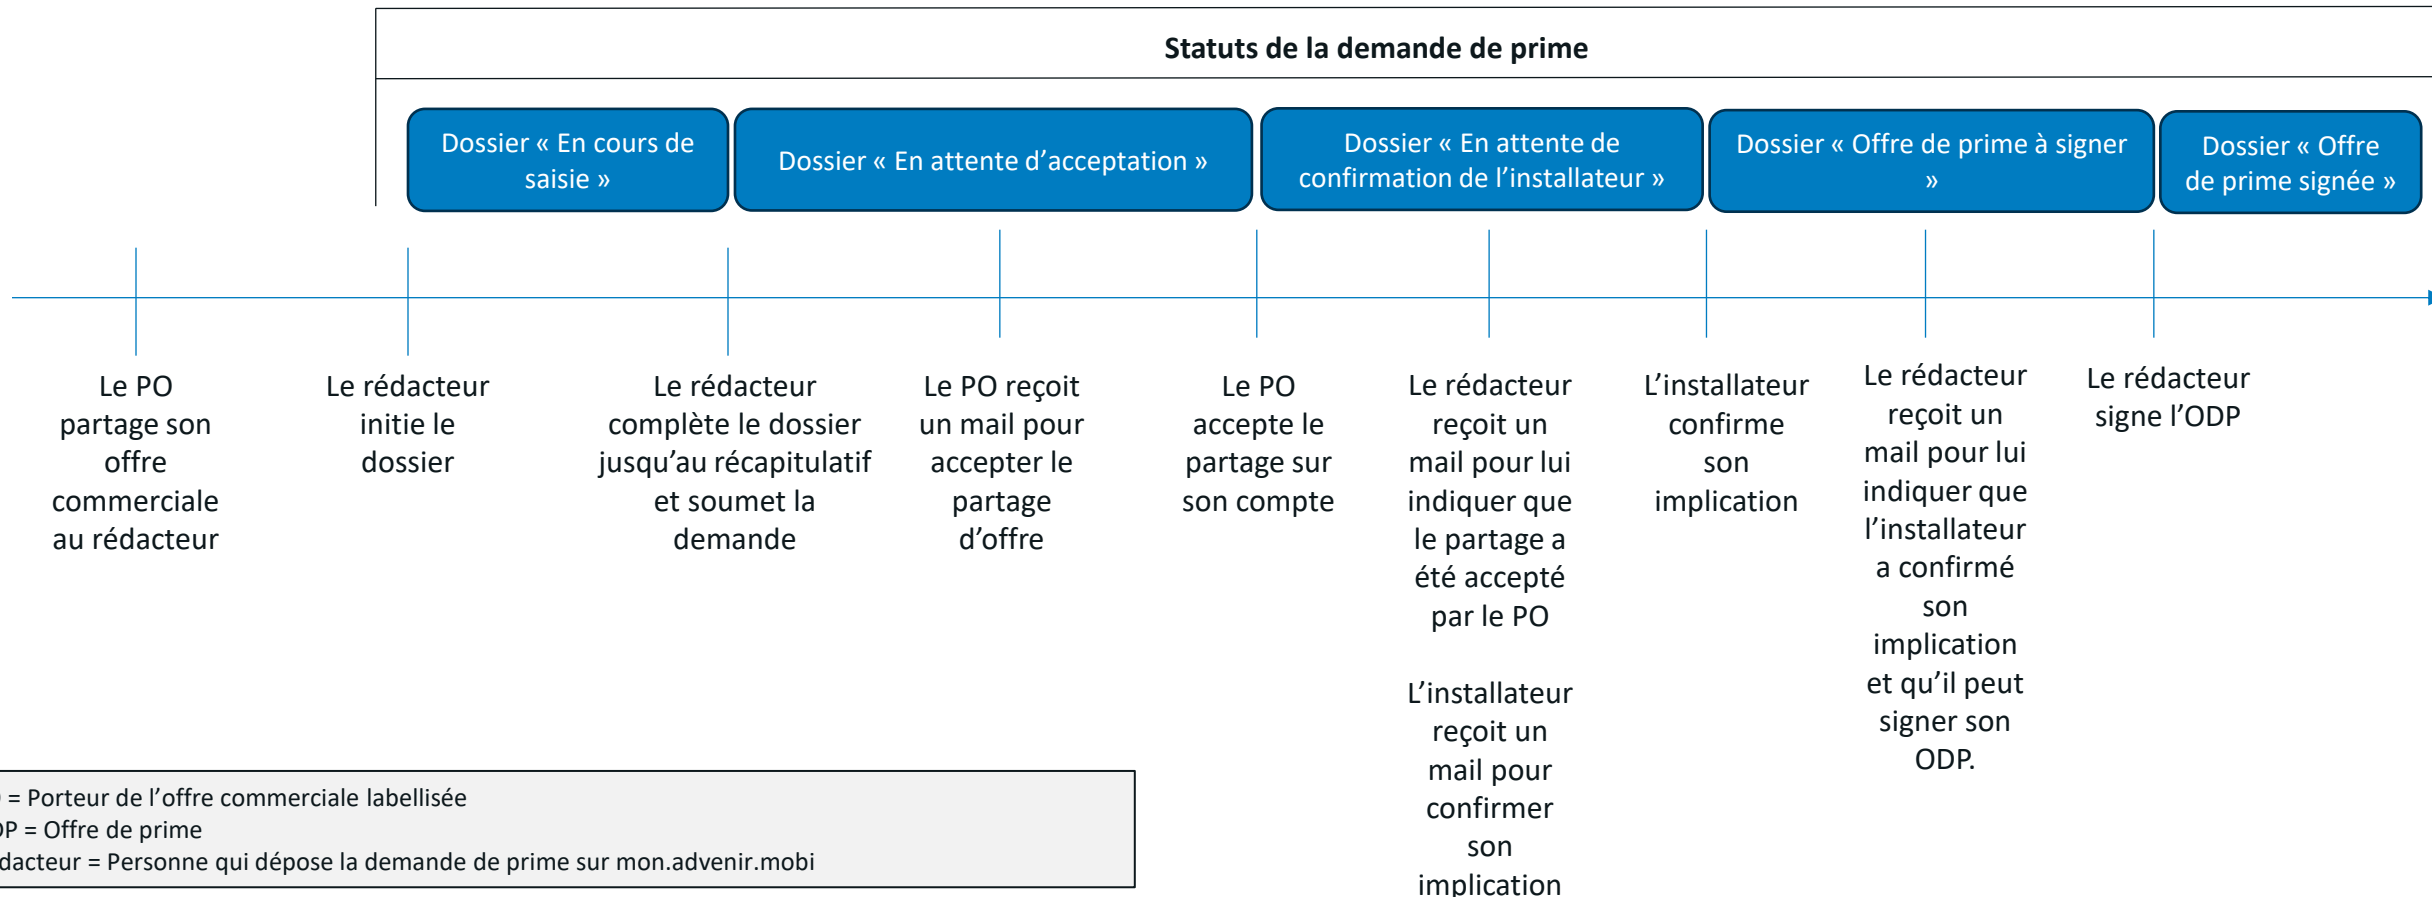 Statuts de la demande de prime
Dossier « En cours de
saisie »
Dossier « En attente d’acceptation »
Dossier « En attente de
confirmation de l’installateur »
Dossier « Offre de prime à signer
»
Dossier « Offre
de prime signée »
Le PO
partage son
offre
commerciale
au rédacteur
Le rédacteur
initie le
dossier
Le rédacteur
complète le dossier
jusqu’au récapitulatif
et soumet la
demande
Le PO reçoit
un mail pour
accepter le
partage
d’offre
Le PO
accepte le
partage sur
son compte
Le rédacteur
reçoit un
mail pour lui
indiquer que
le partage a
été accepté
par le PO
L’installateur
reçoit un
mail pour
confirmer
son
implication
L’installateur
confirme
son
implication
Le rédacteur
reçoit un
mail pour lui
indiquer que
l’installateur
a confirmé
son
implication
et qu’il peut
signer son
ODP.
Le rédacteur
signe l’ODP
= Porteur de l’offre commerciale labellisée
DP = Offre de prime
dacteur = Personne qui dépose la demande de prime sur mon.advenir.mobi